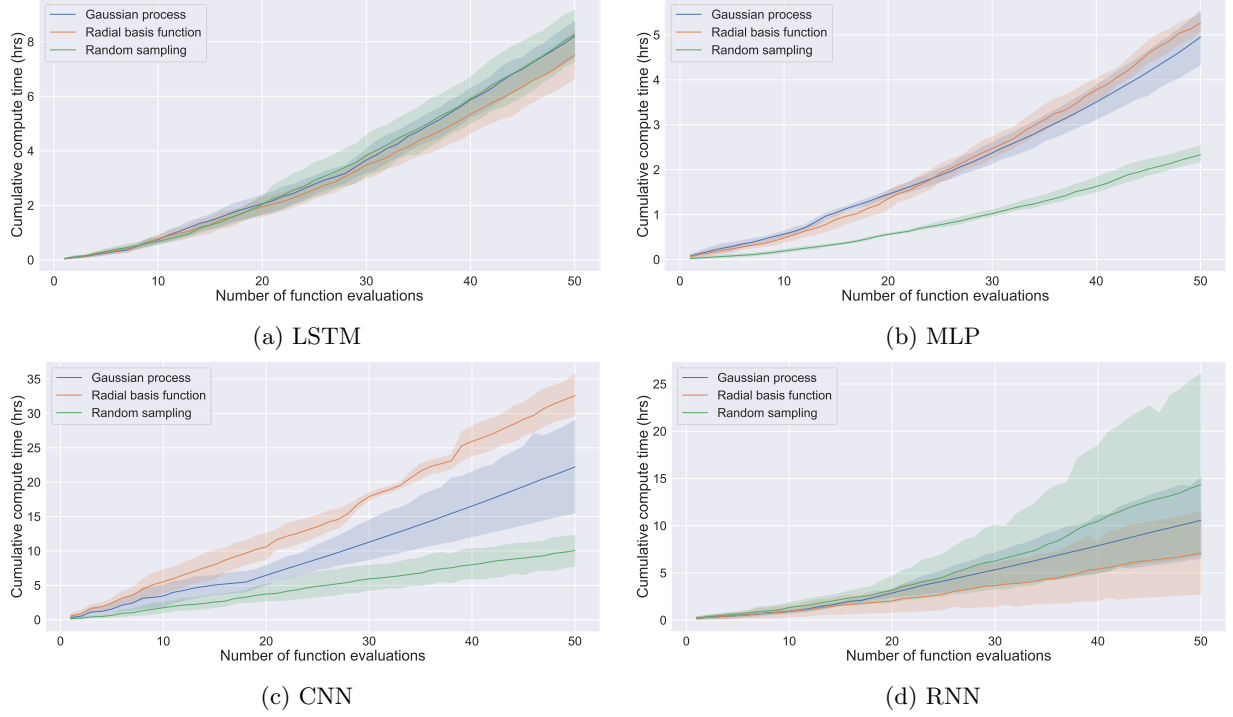 Gaussian process
Radial basis function
Random sampling
Cumulative compute time (hrs)
8
6
4
2
0
0 10 20 30 40 50
Number of function evaluations
(a) LSTM
Gaussian process
Radial basis function
Random sampling
Cumulative compute time (hrs)
5
4
3
2
1
0
0 10 20 30 40 50
Number of function evaluations
(b) MLP
Gaussian process
Radial basis function
Random sampling
Cumulative compute time (hrs)
35
30
25
20
15
10
5
0
0 10 20 30 40 50
Number of function evaluations
(c) CNN
Gaussian process
Radial basis function
Random sampling
Cumulative compute time (hrs)
25
20
15
10
5
0
0 10 20 30 40 50
Number of function evaluations
(d) RNN